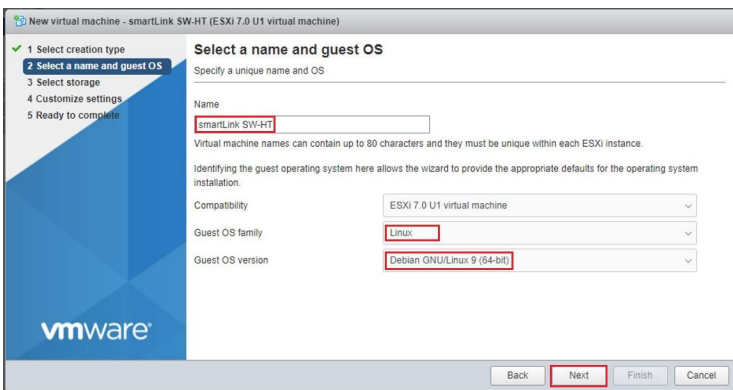 New virtual machine - smartLink SW-HT (ESXi 7.0 U1 virtual machine)
1 Select creation type
2 Select a name and guest OS
3 Select storage
4 Customize settings
5 Ready to complete
vmware®
Select a name and guest OS
Specify a unique name and OS
Name
smartLink SW-HT
Virtual machine names can contain up to 80 characters and they must be unique within each ESXi instance.
Identifying the guest operating system here allows the wizard to provide the appropriate defaults for the operating system
installation.
Compatibility ESXi 7.0 U1 virtual machine
Guest OS family Linux
Guest OS version Debian GNU/Linux 9 (64-bit)
Back Next Finish Cancel